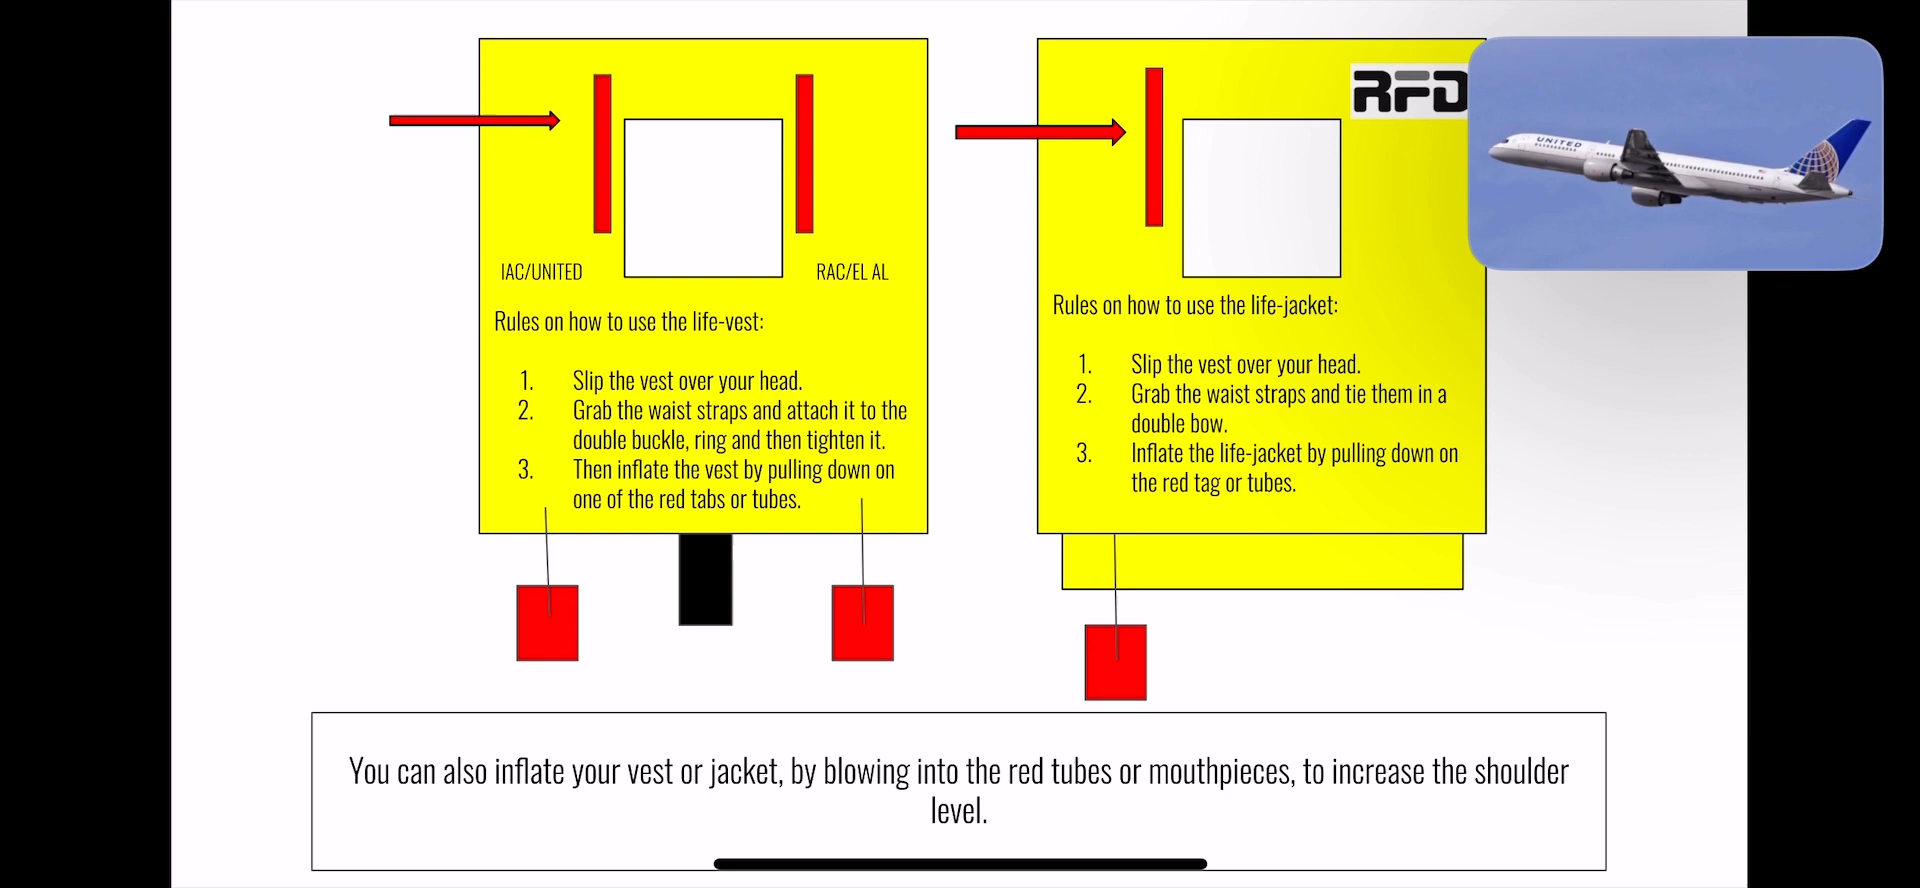 IAC/UNITED
RAC/EL AL
Rules on how to use the life-vest:
1. Slip the vest over your head.
2. Grab the waist straps and attach it to the
double buckle, ring and then tighten it.
3. Then inflate the vest by pulling down on
one of the red tabs or tubes.
RFD
Rules on how to use the life-jacket:
1. Slip the vest over your head.
2. Grab the waist straps and tie them in a
double bow.
3. Inflate the life-jacket by pulling down on
the red tag or tubes.
UNITED
You can also inflate your vest or jacket, by blowing into the red tubes or mouthpieces, to increase the shoulder
level.